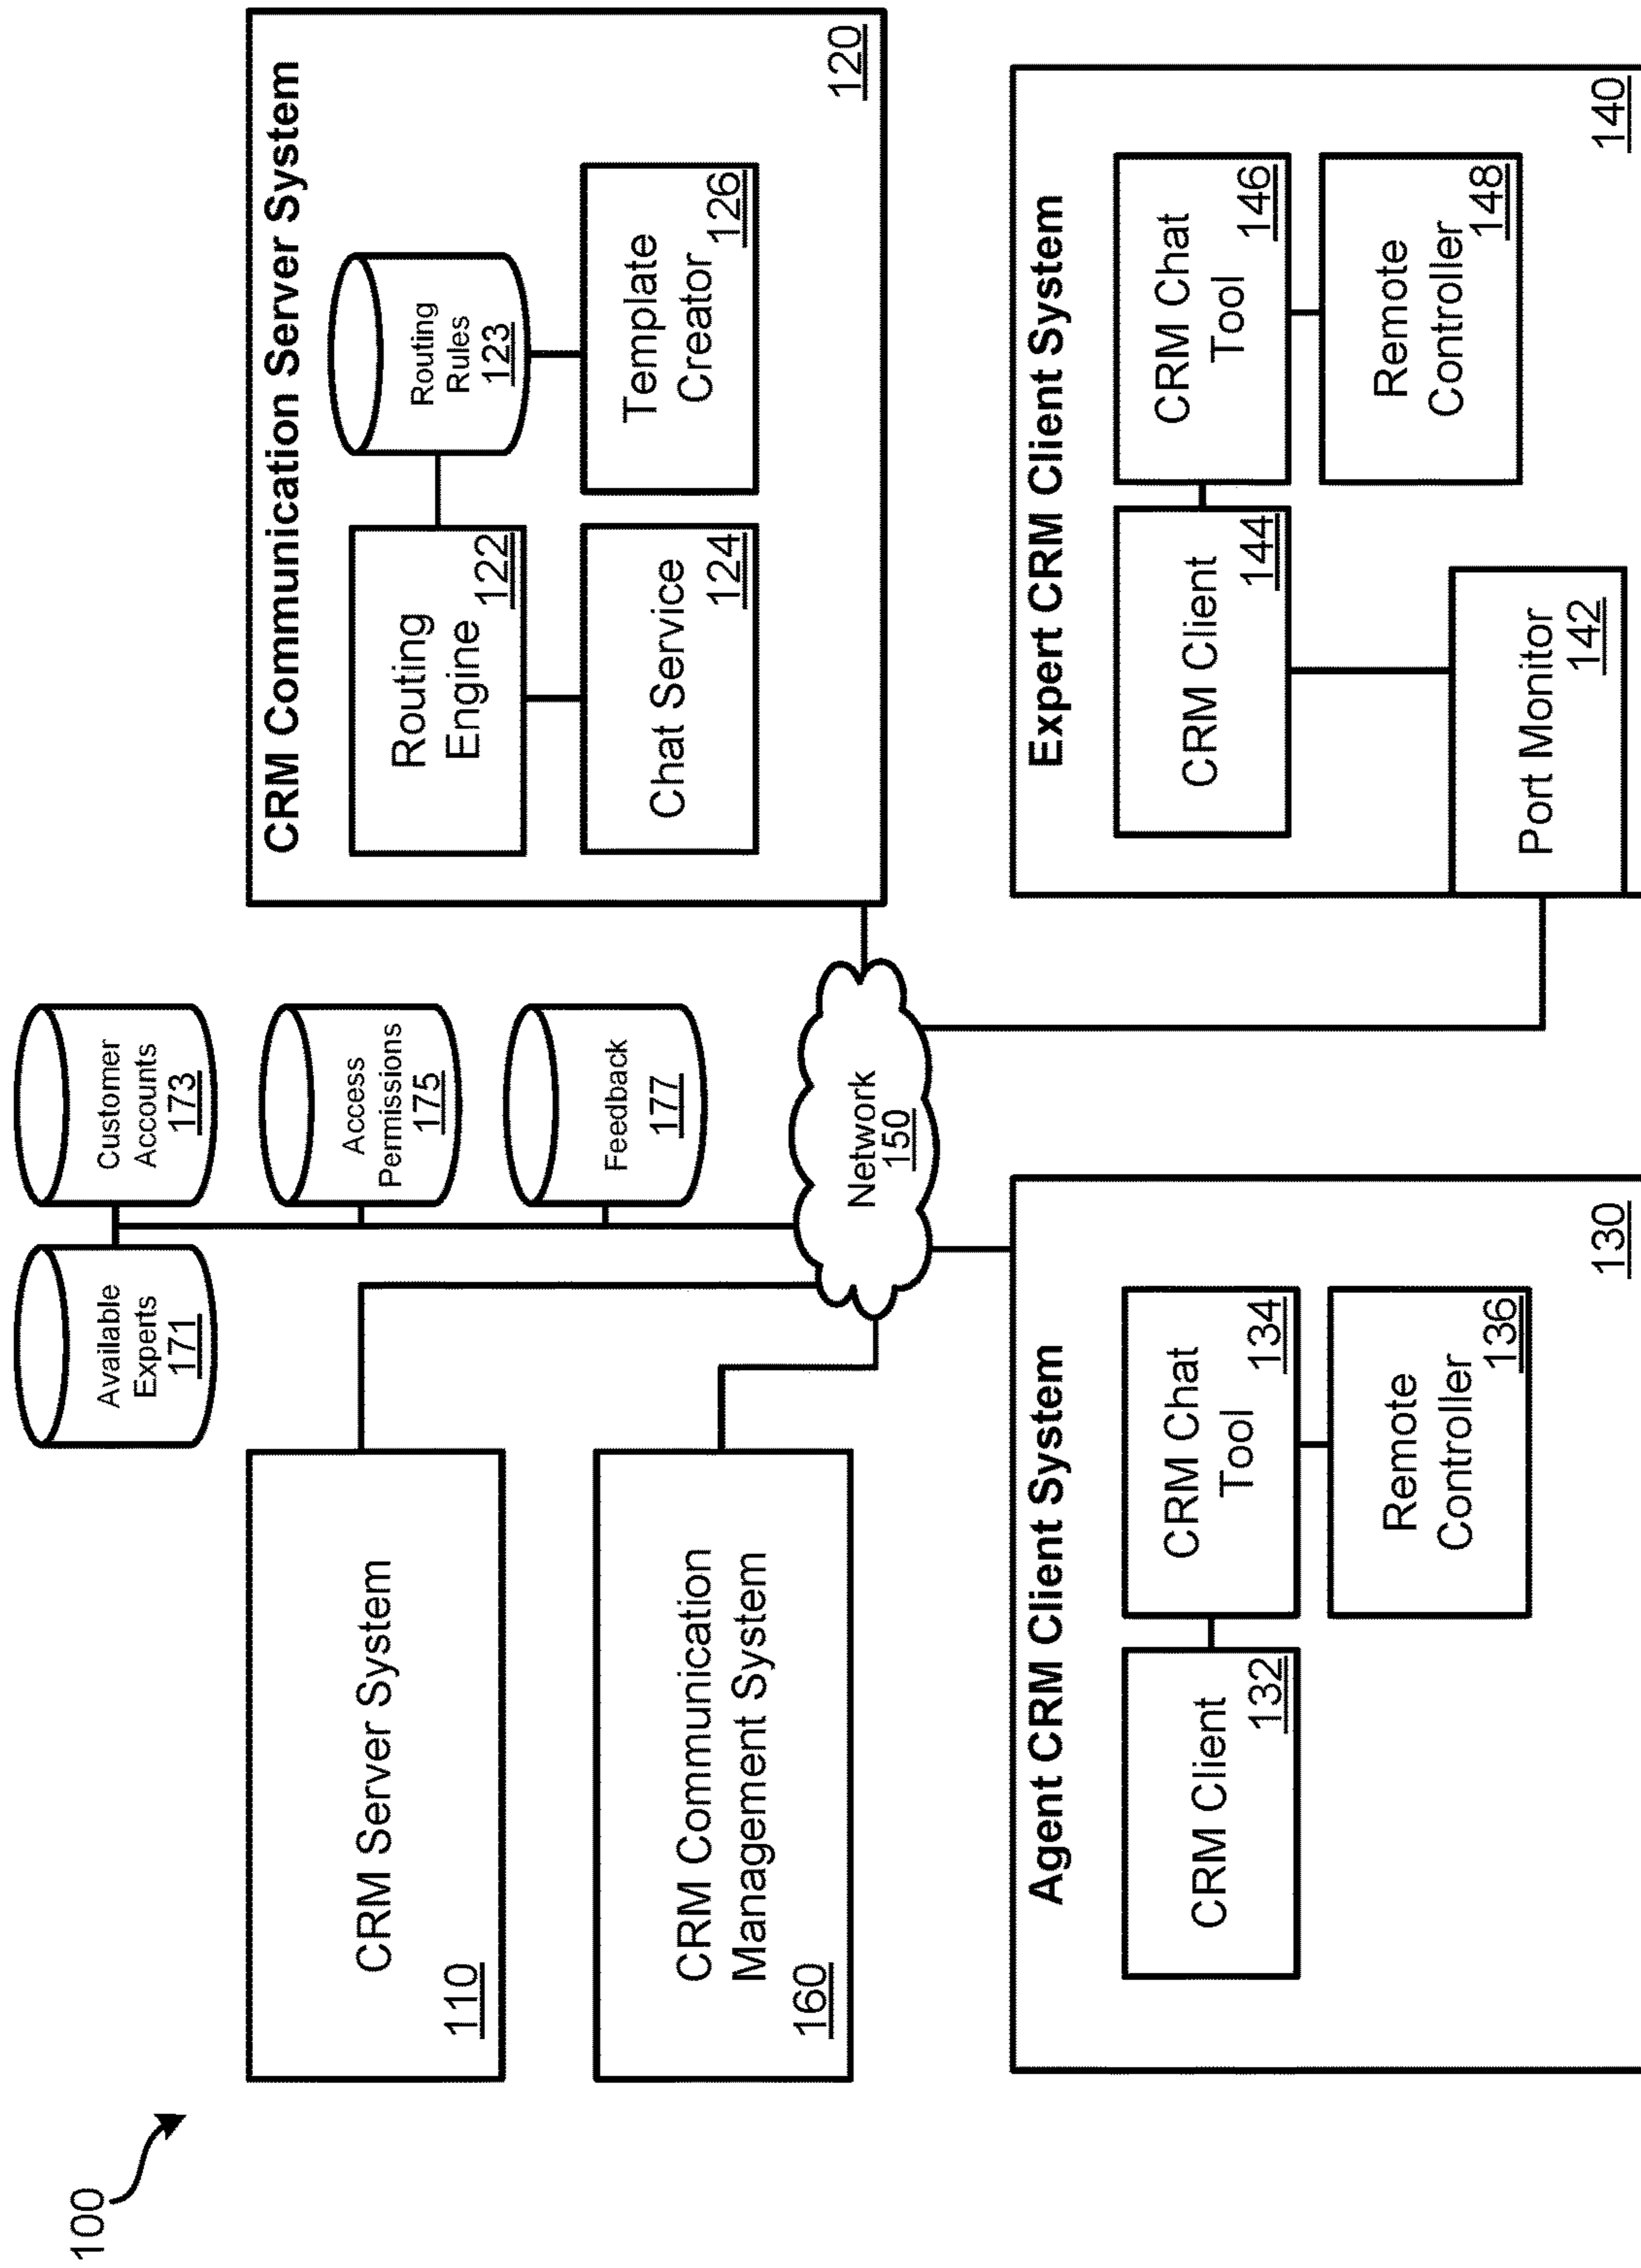 100
Available
Experts
171
Customer
Accounts
173
Access
Permissions
175
Feedback
177
CRM Server System
110
CRM Communication
Management System
160
Network
150
CRM Communication Server System
Routing
Engine
122
Routing
Rules
123
Chat Service
124
Template
Creator
126
120
Agent CRM Client System
CRM Client
132
CRM Chat
Tool
134
Remote
Controller
136
130
Expert CRM Client System
CRM Client
144
CRM Chat
Tool
146
Remote
Controller
148
Port Monitor
142
140